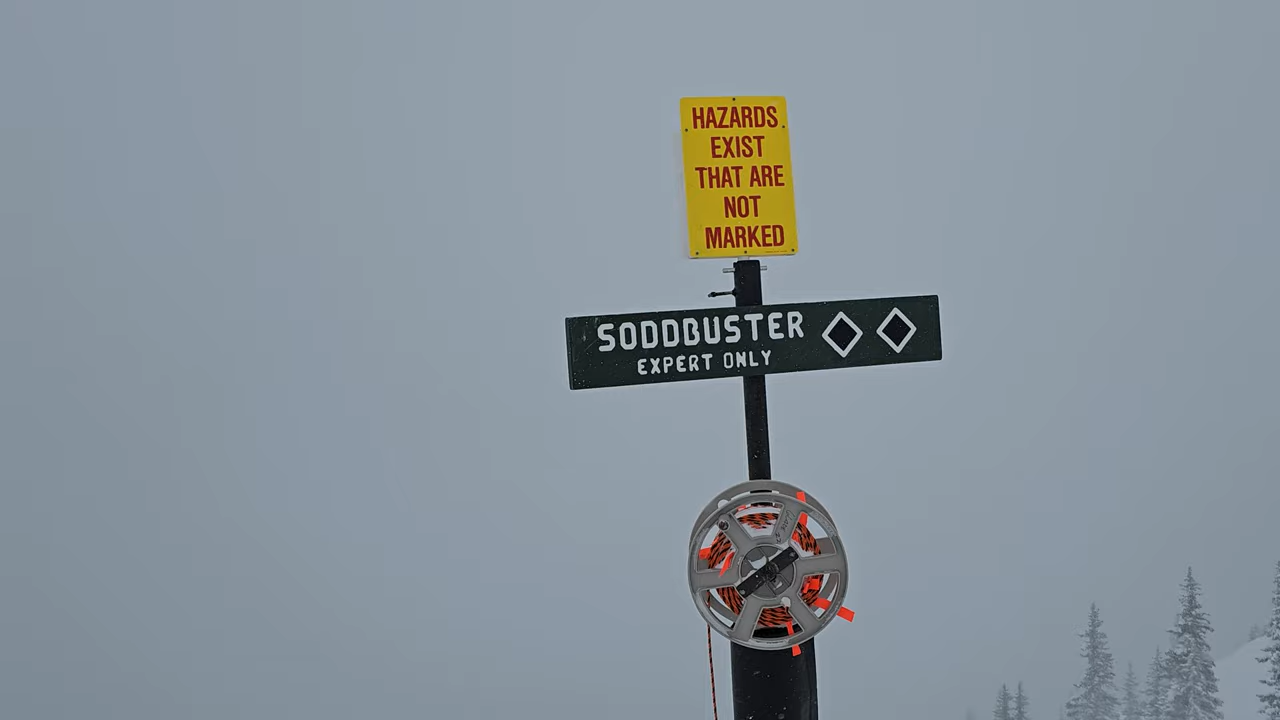 HAZARDS
EXIST
THAT ARE
NOT
MARKED
SODDBUSTER
EXPERT ONLY